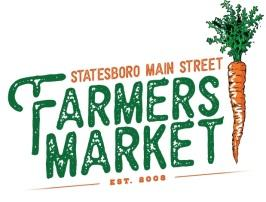 STATESBORO MAIN STREET
FARMERS
MARKET
EST. 2008